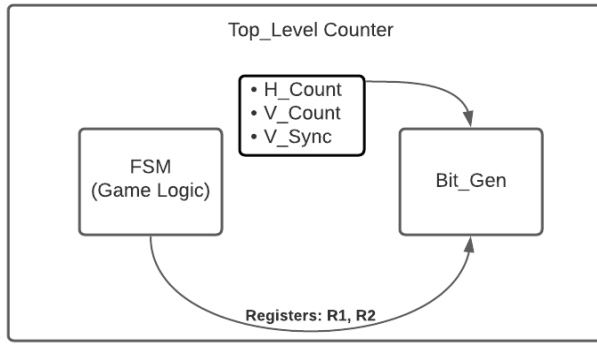 Top_Level Counter
• H_Count
• V_Count
• V_Sync
FSM
(Game Logic)
Bit_Gen
Registers: R1, R2